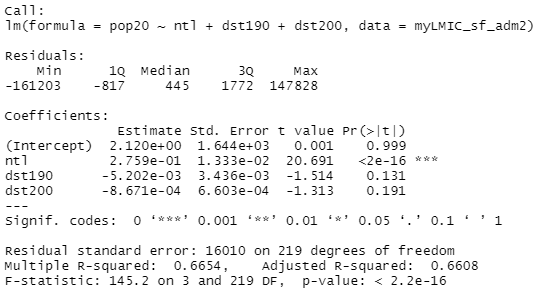 Call:
lm(formula = pop20 ~ ntl + dst190 + dst200, data = myLMIC_sf_adm2)
Residuals:
Min 1Q Median 3Q Max
-161203 -817 445 1772 147828
Coefficients:
Estimate Std. Error t value Pr(>|t|)
(Intercept) 2.120e+00 1.644e+03 0.001 0.999
ntl 2.759e-01 1.333e-02 20.691 <2e-16 ***
dst190 -5.202e-03 3.436e-03 -1.514 0.131
dst200 -8.671e-04 6.603e-04 -1.313 0.191
---
Signif. codes: 0 ‘***’ 0.001 ‘**’ 0.01 ‘*’ 0.05 ‘.’ 0.1 ‘ ’ 1
Residual standard error: 16010 on 219 degrees of freedom
Multiple R-squared: 0.6654, Adjusted R-squared: 0.6608
F-statistic: 145.2 on 3 and 219 DF, p-value: < 2.2e-16